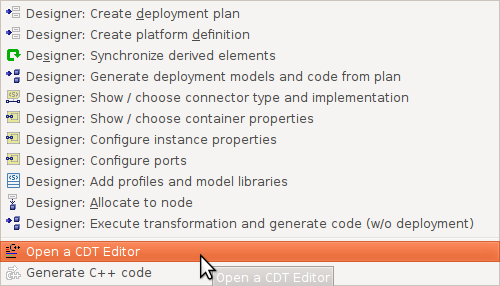 Designer: Create deployment plan
Designer: Create platform definition
Designer: Synchronize derived elements
Designer: Generate deployment models and code from plan
Designer: Show / choose connector type and implementation
Designer: Show / choose container properties
Designer: Configure instance properties
Designer: Configure ports
Designer: Add profiles and model libraries
Designer: Allocate to node
Designer: Execute transformation and generate code (w/o deployment)
Open a CDT Editor
Generate C++ code
Open a CDT Editor